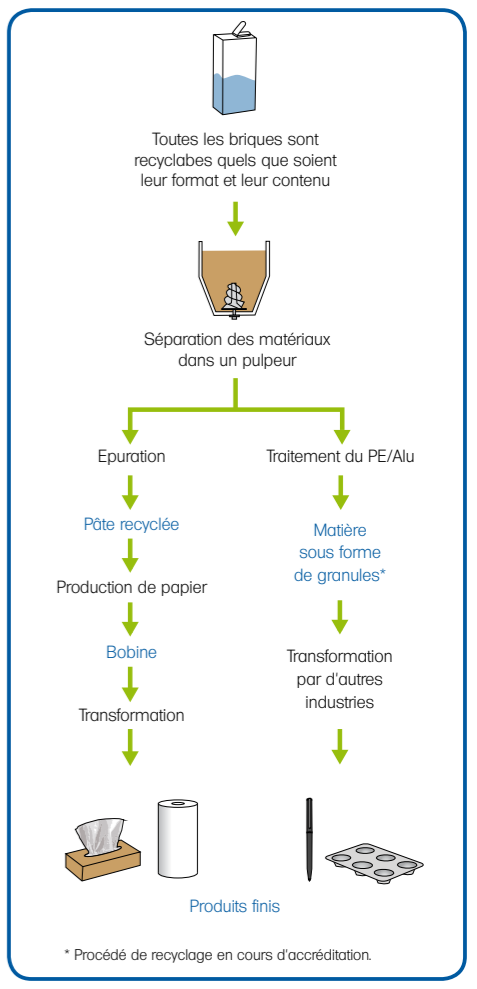 Toutes les briques sont
recyclabes quels que soient
leur format et leur contenu
Séparation des matériaux
dans un pulpeur
Epuration
Pâte recyclée
Production de papier
Bobine
Transformation
Traitement du PE/Alu
Matière
sous forme
de granules*
Transformation
par d'autres
industries
Produits finis
* Procédé de recyclage en cours d'accréditation.